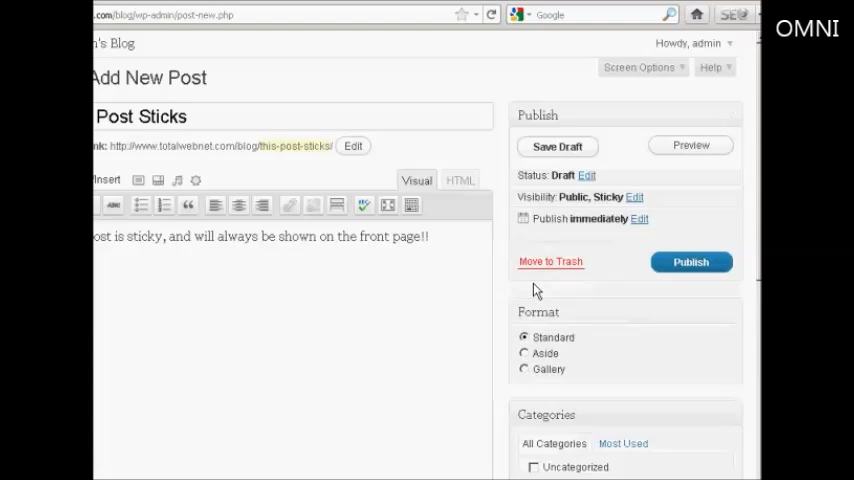 .com/blog/wp-admin/post-new.php
Google
SEO
OMNI
n's Blog
Howdy, admin
Screen Options
Help
Add New Post
Post Sticks
nk: http://www.totalwebnet.com/blog/this-post-sticks/ Edit
/Insert
Visual
HTML
ABC
ost is sticky, and will always be shown on the front page!!
Publish
Save Draft
Preview
Status: Draft Edit
Visibility: Public, Sticky Edit
Publish immediately Edit
Move to Trash
Publish
Format
Standard
Aside
Gallery
Categories
All Categories
Most Used
Uncategorized